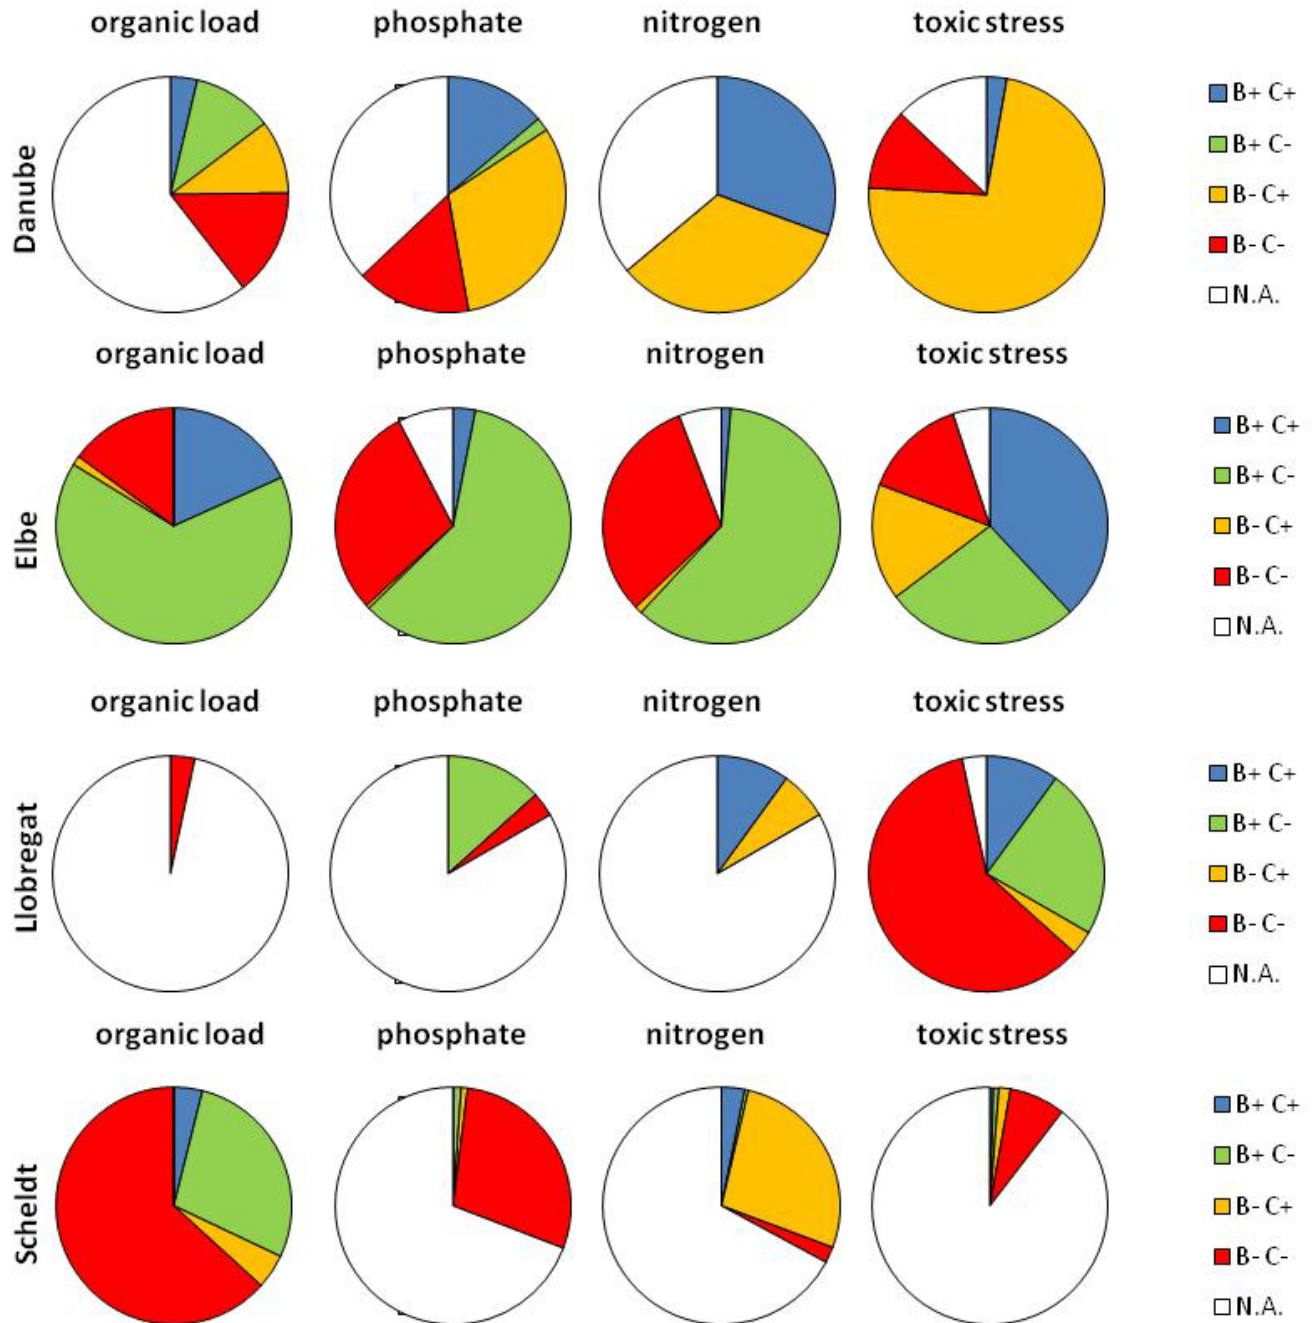 organic load phosphate nitrogen toxic stress
Danube
B+ C+
B+ C-
B- C+
B- C-
N.A.
organic load phosphate nitrogen toxic stress
Elbe
B+ C+
B+ C-
B- C+
B- C-
N.A.
organic load phosphate nitrogen toxic stress
Llobregat
B+ C+
B+ C-
B- C+
B- C-
N.A.
organic load phosphate nitrogen toxic stress
Scheldt
B+ C+
B+ C-
B- C+
B- C-
N.A.